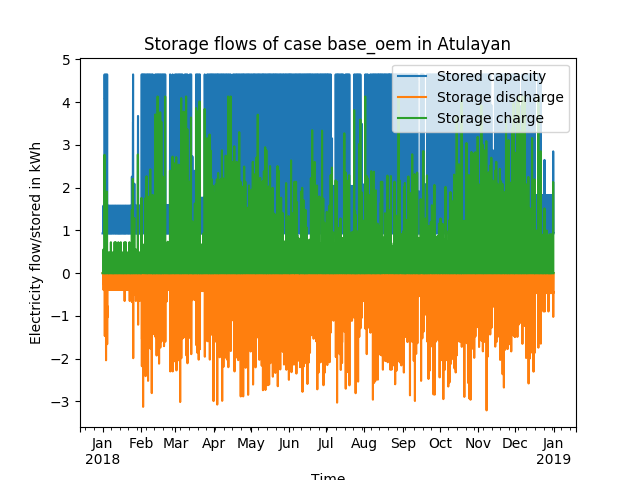 Storage flows of case base_oem in Atulayan
Electricity flow/stored in kWh
5
4
3
2
1
0
−1
−2
−3
Stored capacity
Storage discharge
Storage charge
Jan Feb Mar Apr May Jun Jul Aug Sep Oct Nov Dec Jan
2018 2019
Time